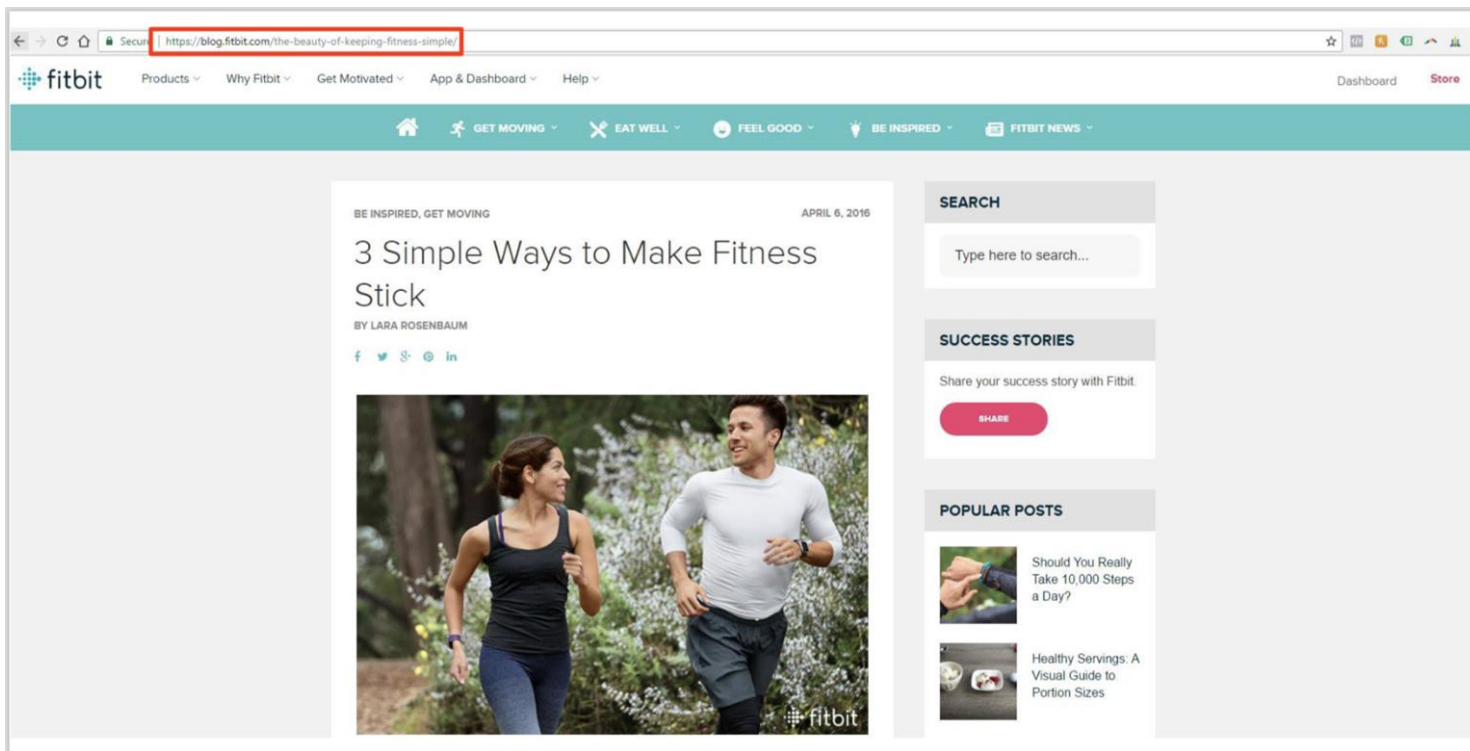 Secure
https://blog.fitbit.com/the-beauty-of-keeping-fitness-simple/
fitbit
Products
Why Fitbit
Get Motivated
App & Dashboard
Help
Dashboard
Store
GET MOVING
EAT WELL
FEEL GOOD
BE INSPIRED
FITBIT NEWS
BE INSPIRED, GET MOVING
APRIL 6, 2016
3 Simple Ways to Make Fitness
Stick
BY LARA ROSENBAUM
fitbit
SEARCH
Type here to search...
SUCCESS STORIES
Share your success story with Fitbit.
SHARE
POPULAR POSTS
Should You Really
Take 10,000 Steps
a Day?
Healthy Servings: A
Visual Guide to
Portion Sizes